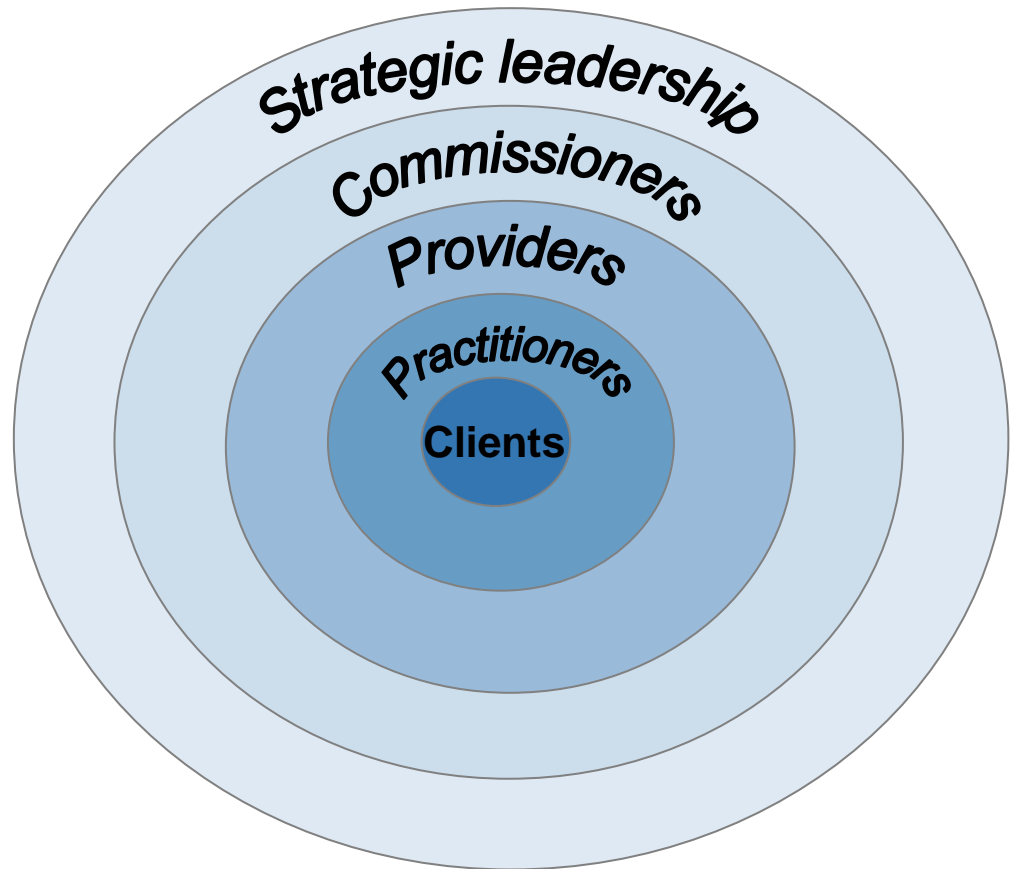 Strategic leadership
Commissioners
Providers
Practitioners
Clients